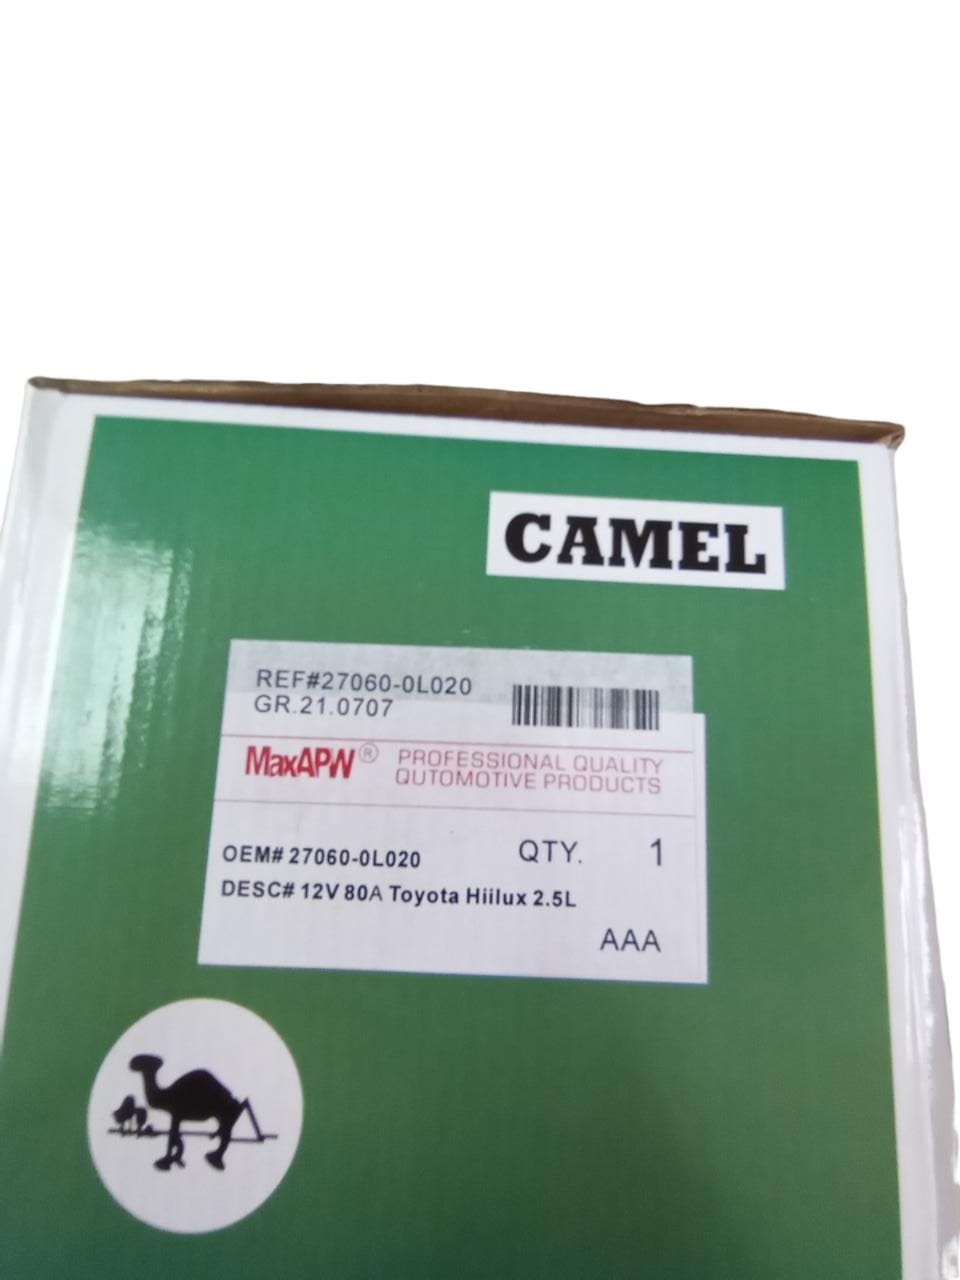 CAMEL
REF#27060-0L020
GR.21.0707
MaxAPW®
PROFESSIONAL QUALITY
QUTOMOTIVE PRODUCTS
OEM# 27060-0L020
QTY. 1
DESC# 12V 80A Toyota Hiilux 2.5L
AAA